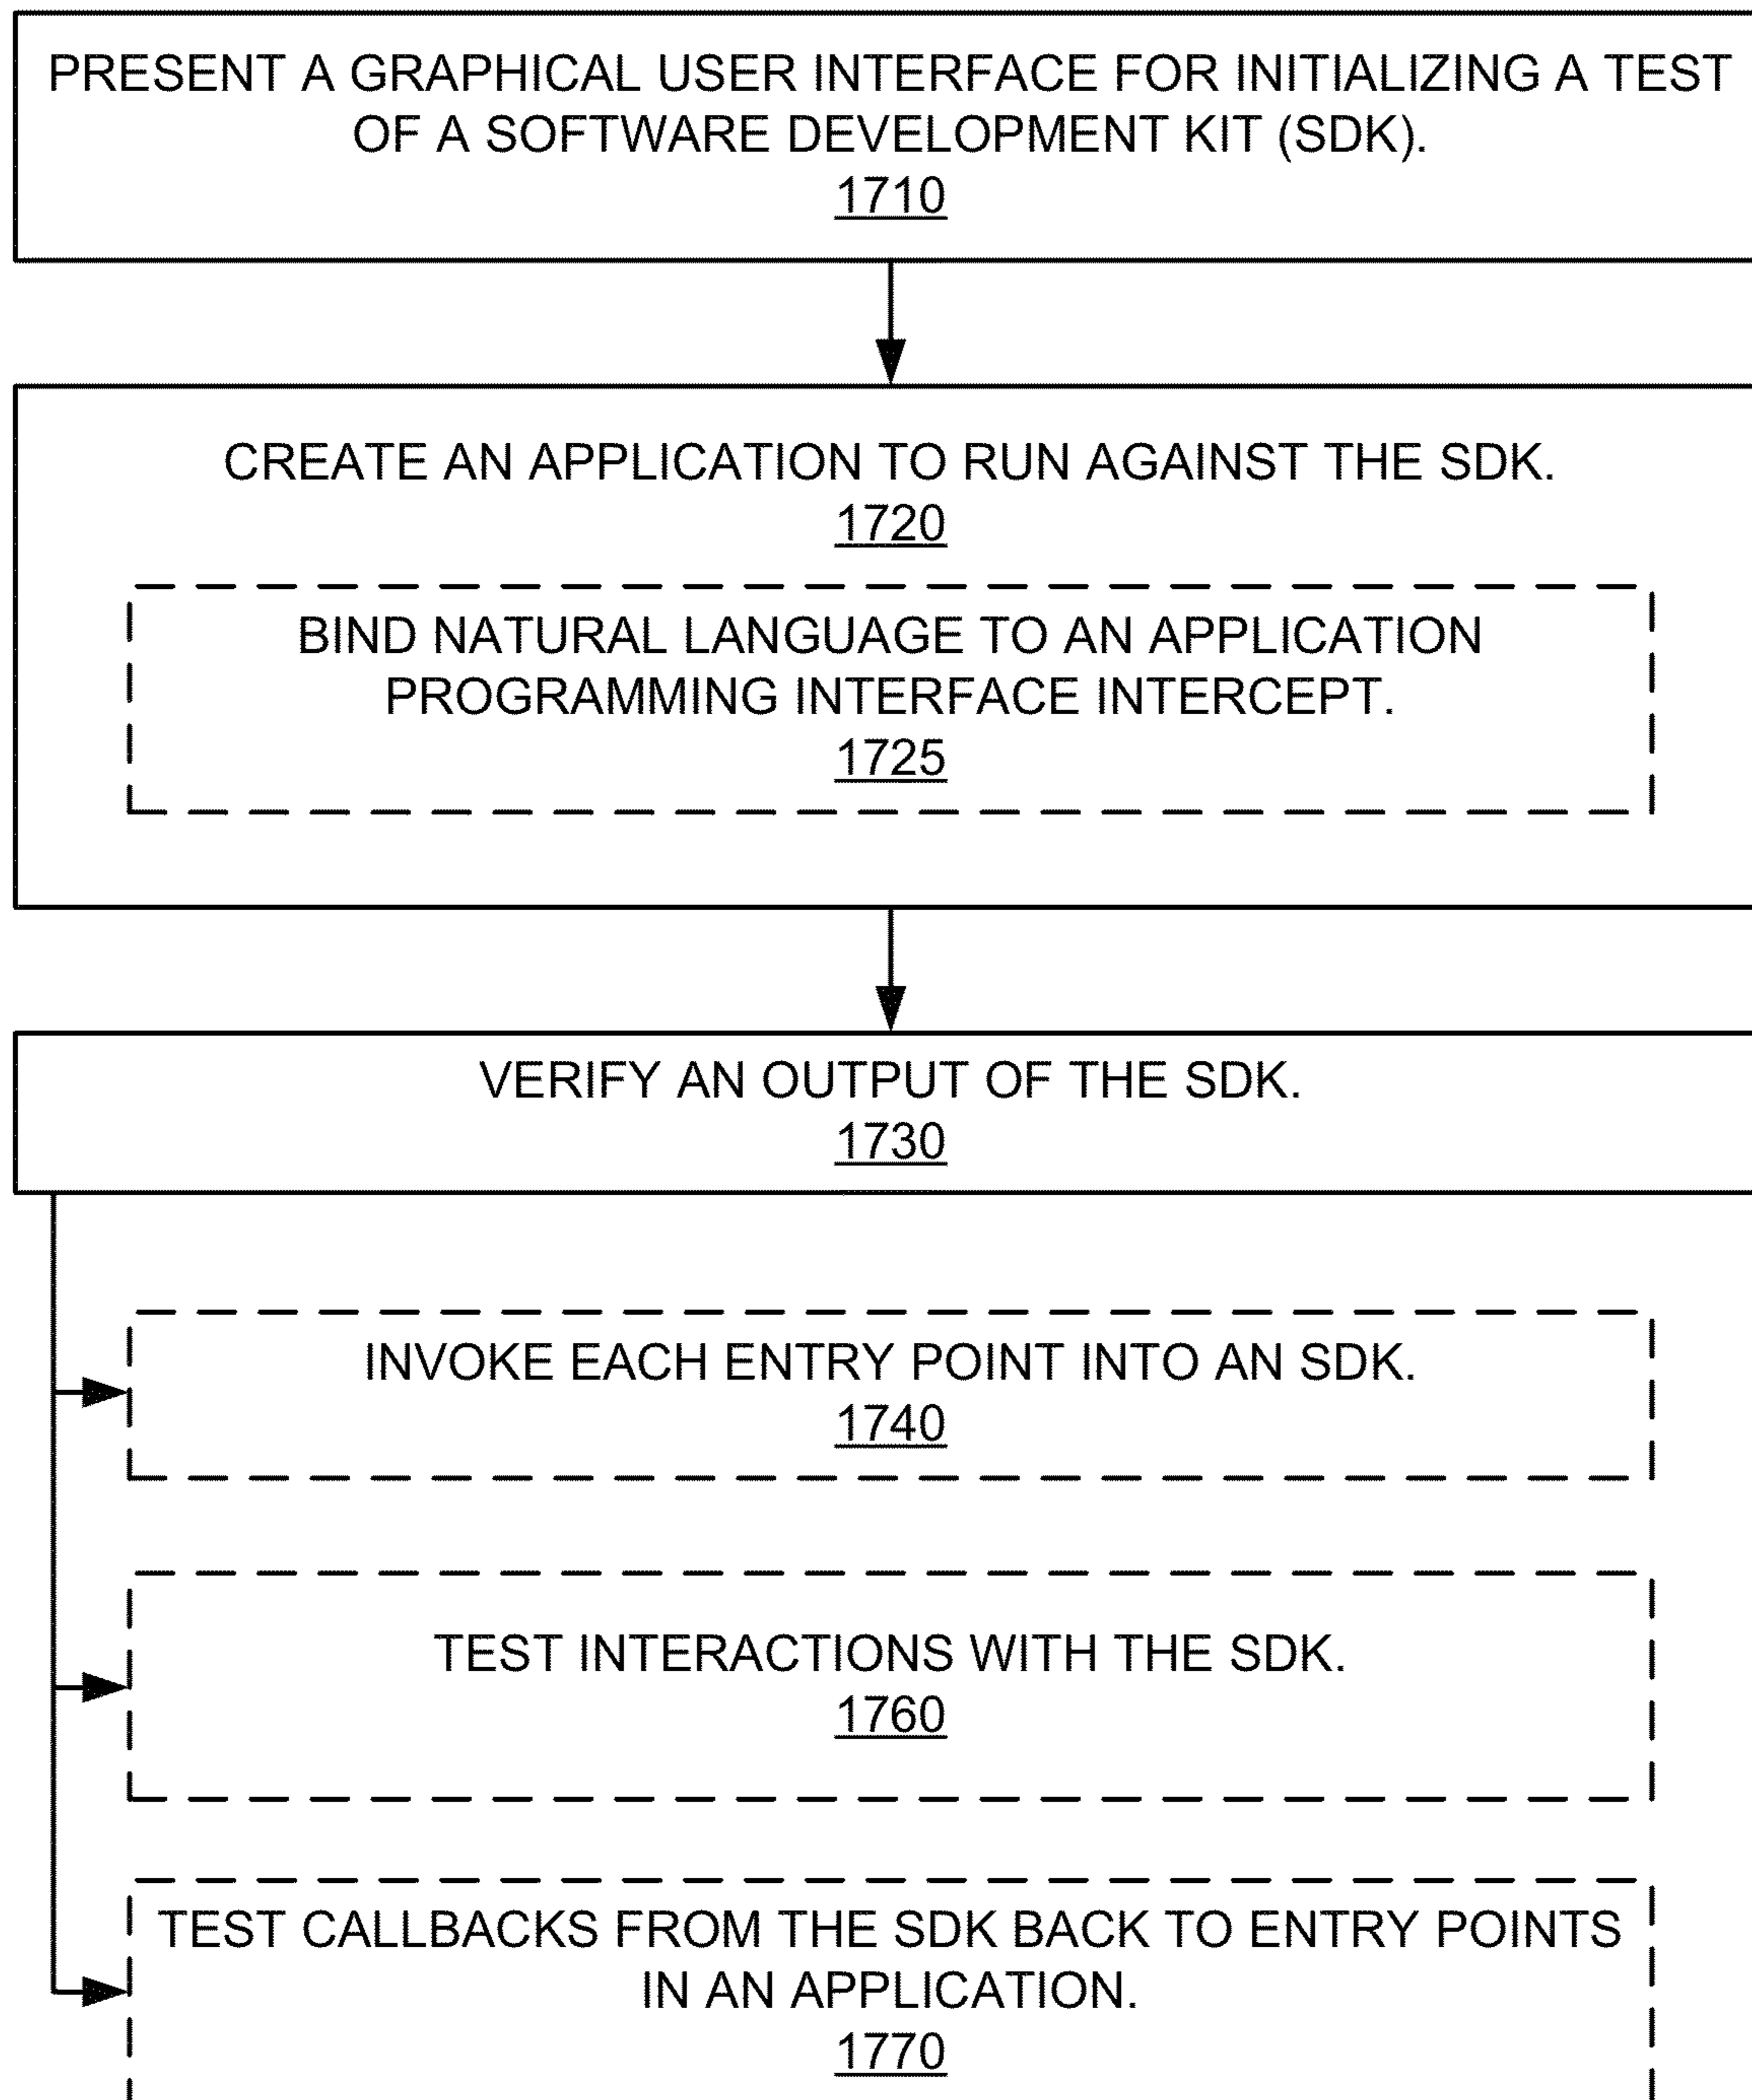 PRESENT A GRAPHICAL USER INTERFACE FOR INITIALIZING A TEST
OF A SOFTWARE DEVELOPMENT KIT (SDK).
1710
CREATE AN APPLICATION TO RUN AGAINST THE SDK.
1720
BIND NATURAL LANGUAGE TO AN APPLICATION
PROGRAMMING INTERFACE INTERCEPT.
1725
VERIFY AN OUTPUT OF THE SDK.
1730
INVOKE EACH ENTRY POINT INTO AN SDK.
1740
TEST INTERACTIONS WITH THE SDK.
1760
TEST CALLBACKS FROM THE SDK BACK TO ENTRY POINTS
IN AN APPLICATION.
1770